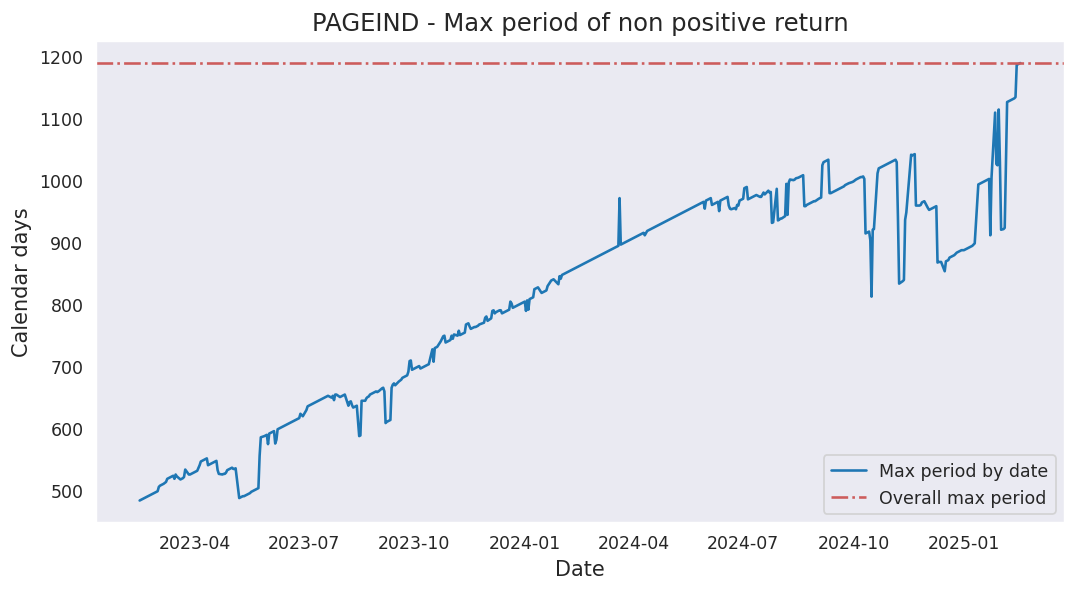 PAGEIND - Max period of non positive return
Calendar days
1200
1100
1000
900
800
700
600
500
2023-04 2023-07 2023-10 2024-01 2024-04 2024-07 2024-10 2025-01
Date
Max period by date
Overall max period